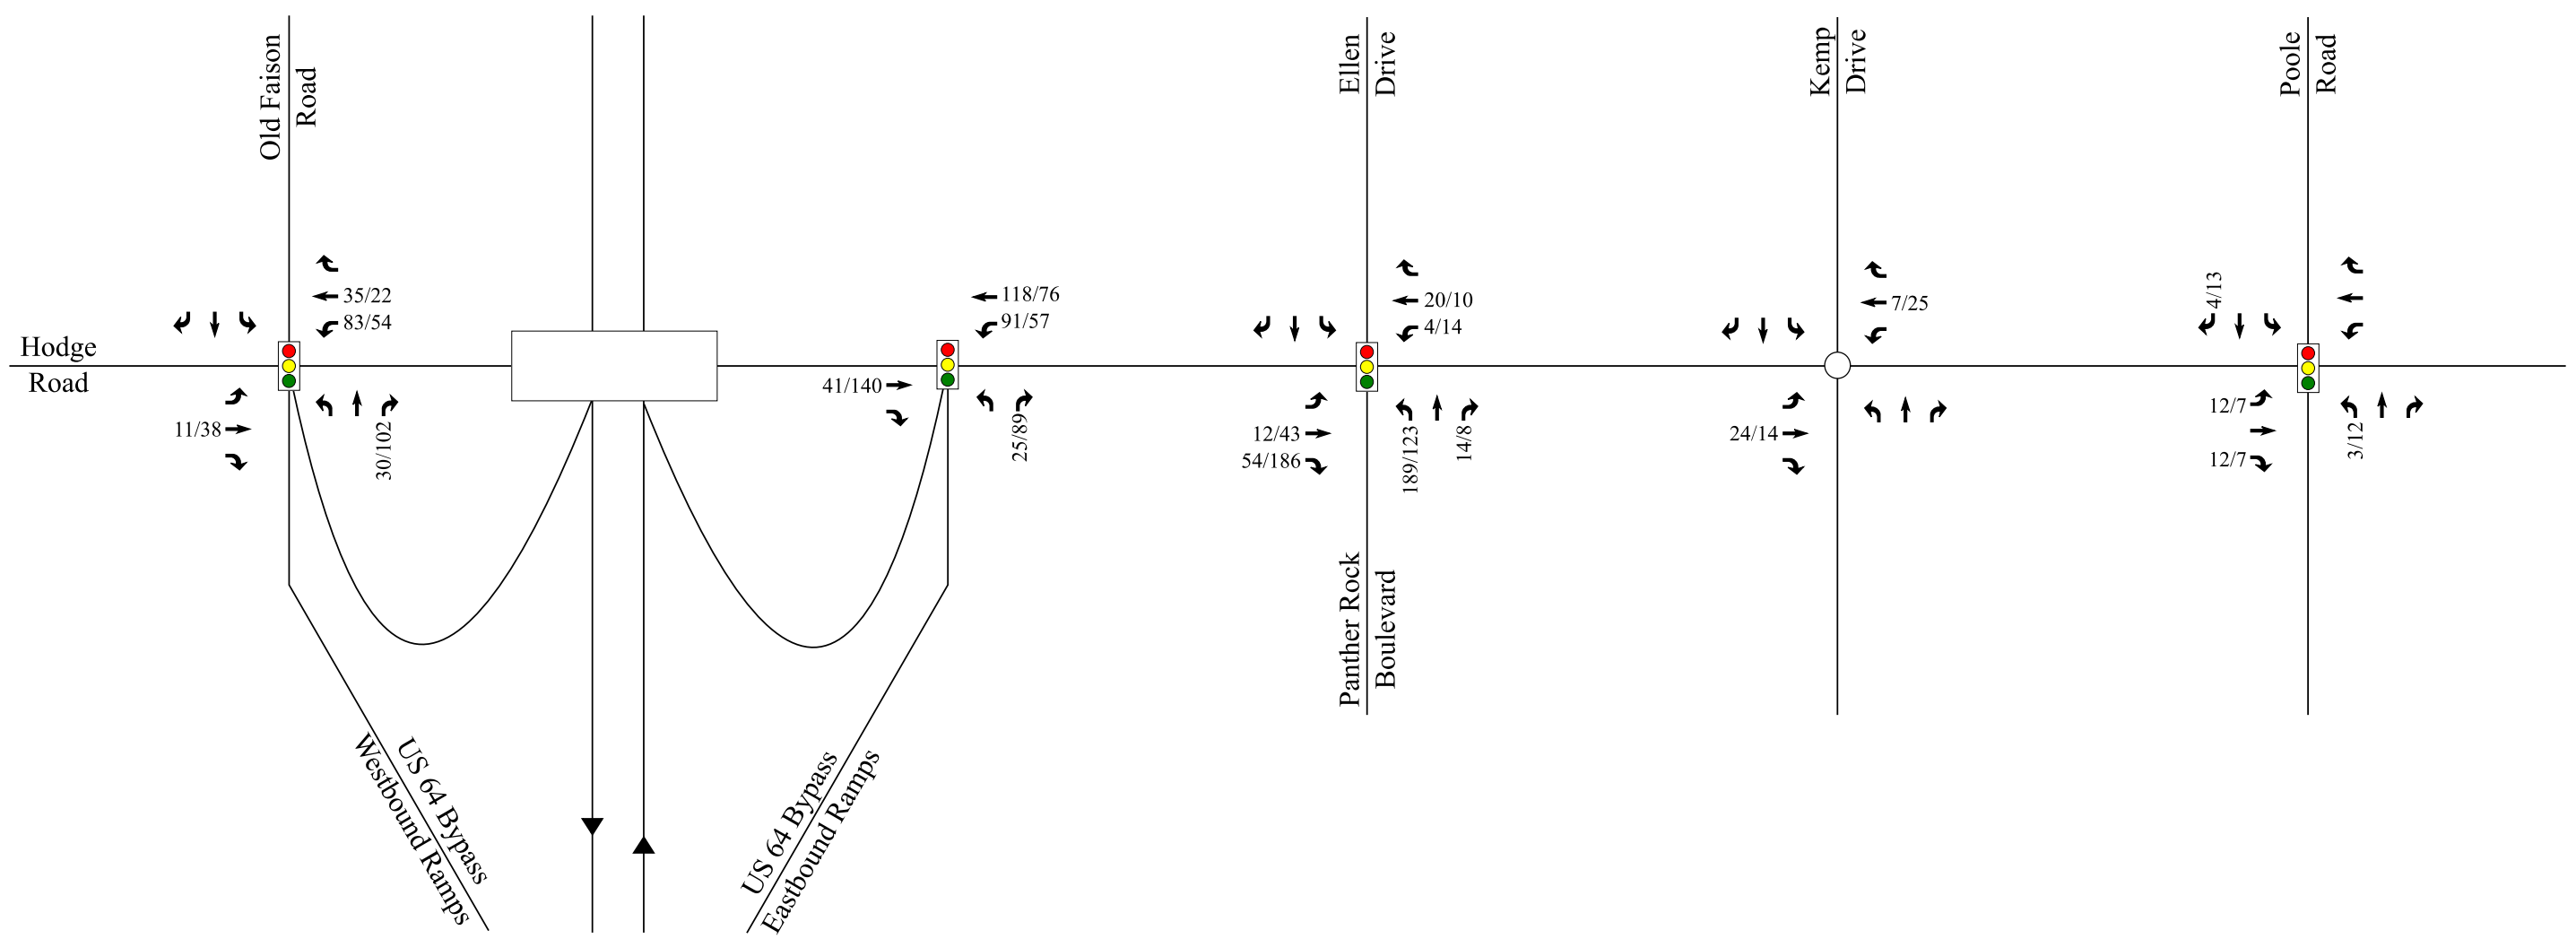 Old Faison
Road
Ellen
Drive
Kemp
Drive
Poole
Road
Hodge
Road
35/22
83/54
11/38
30/102
118/76
91/57
41/140
25/89
20/10
4/14
12/43
54/186
189/123
14/8
7/25
24/14
4/13
12/7
12/7
3/12
Panther Rock
Boulevard
US 64 Bypass
Westbound Ramps
US 64 Bypass
Eastbound Ramps